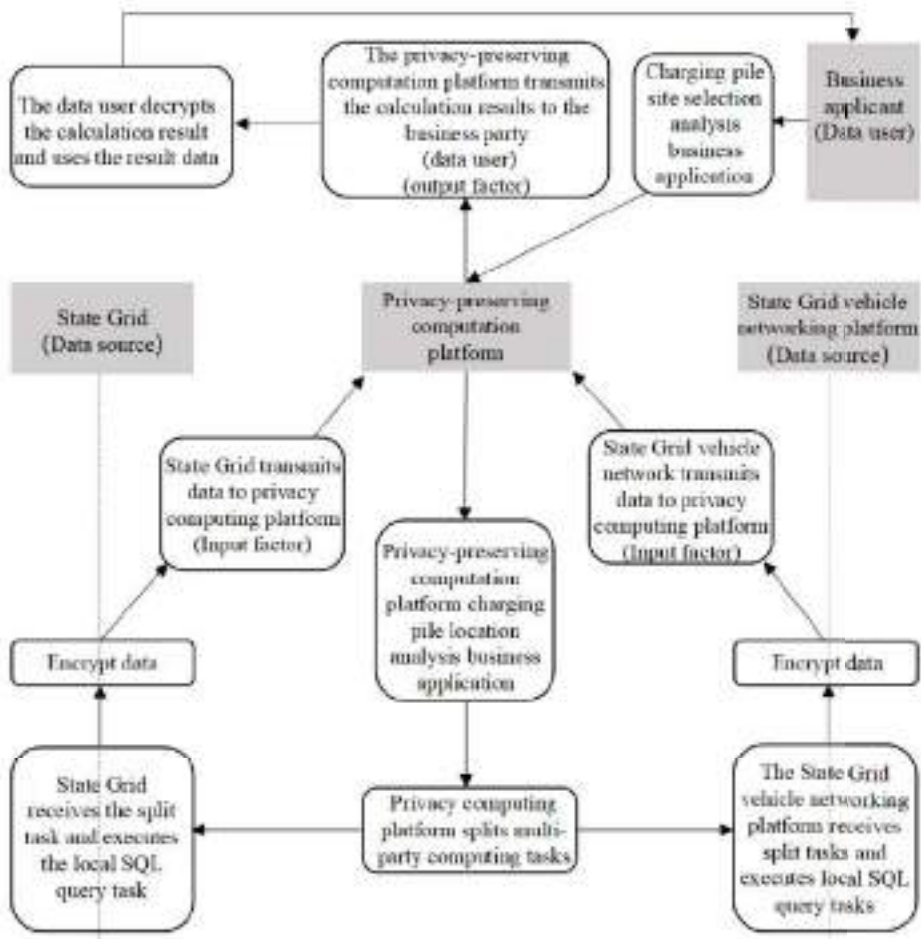 The data user decrypts
the calculation result
and uses the result data
The privacy-preserving
computation platform transmits
the calculation results to the
business party
(data user)
(output factor)
Charging pile
site selection
analysis
business
application
Business
applicant
(Data user)
State Grid
(Data source)
Privacy-preserving
computation
platform
State Grid vehicle
networking platform
(Data source)
State Grid transmits
data to privacy
computing platform
(Input factor)
State Grid vehicle
network transmits
data to privacy
computing platform
(Input factor)
Privacy-preserving
computation
platform charging
pile location
analysis business
application
Encrypt data
Encrypt data
State Grid
receives the split
task and executes
the local SQL
query task
Privacy computing
platform splits multi-
party computing tasks
The State Grid
vehicle networking
platform receives
split tasks and
executes local SQL
query tasks